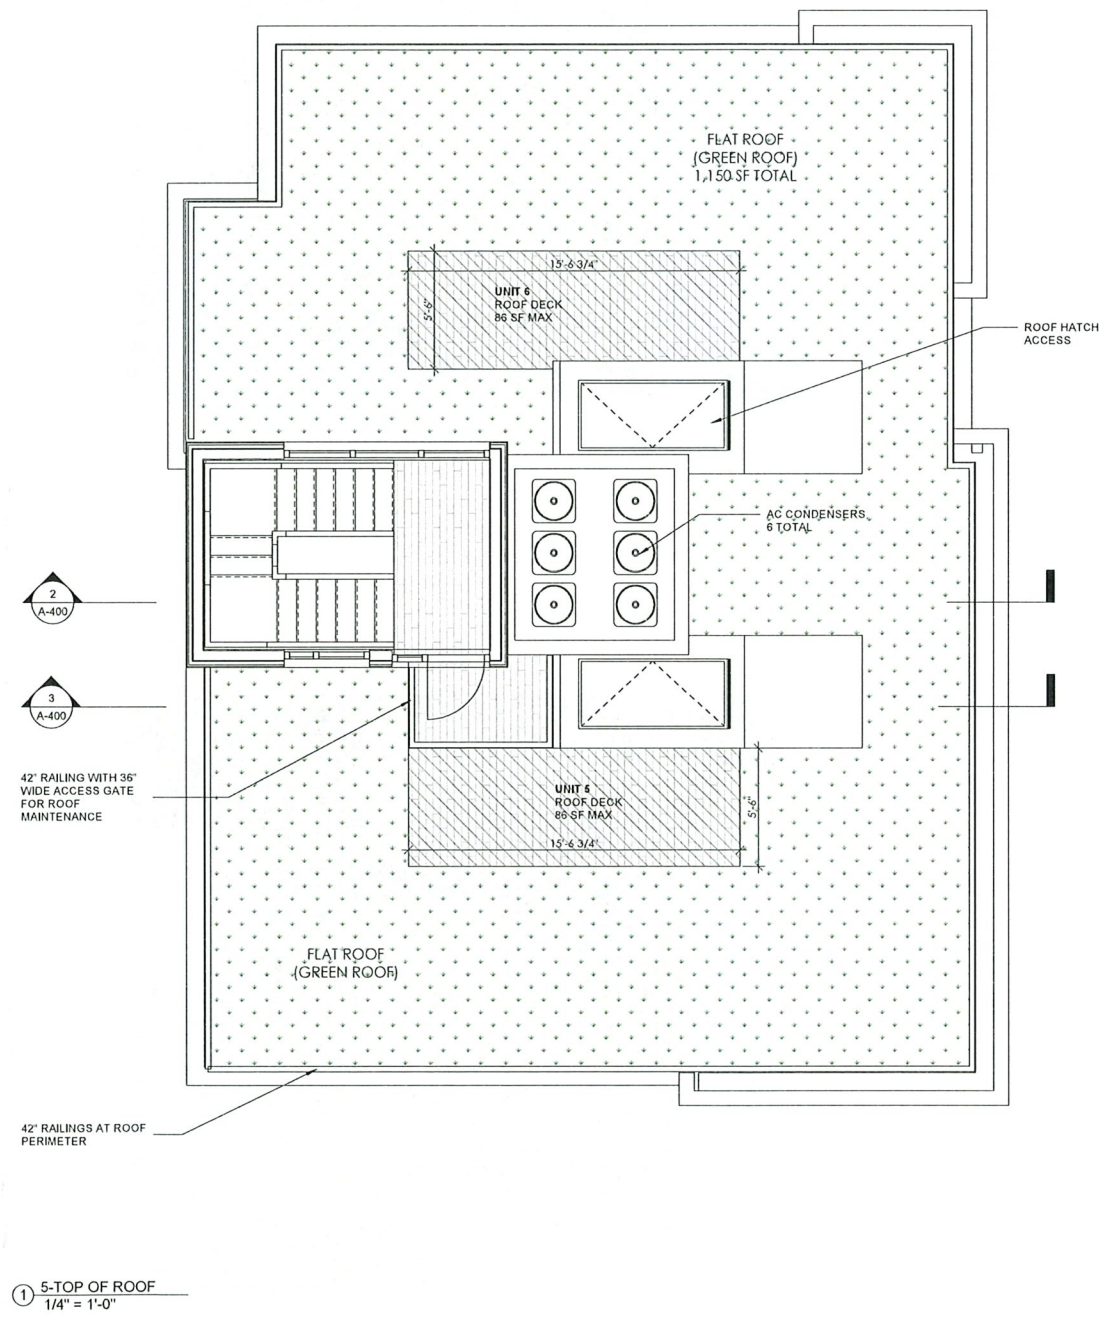 FLAT ROOF
(GREEN ROOF)
1,150 SF TOTAL
15'-6 3/4"
5'-6"
UNIT 6
ROOF DECK
86 SF MAX
ROOF HATCH
ACCESS
AC CONDENSERS
6 TOTAL
2
A-400
3
A-400
42" RAILING WITH 36"
WIDE ACCESS GATE
FOR ROOF
MAINTENANCE
UNIT 5
ROOF DECK
86 SF MAX
5'-6"
15'-6 3/4"
FLAT ROOF
(GREEN ROOF)
42" RAILINGS AT ROOF
PERIMETER
1
5-TOP OF ROOF
1/4" = 1'-0"